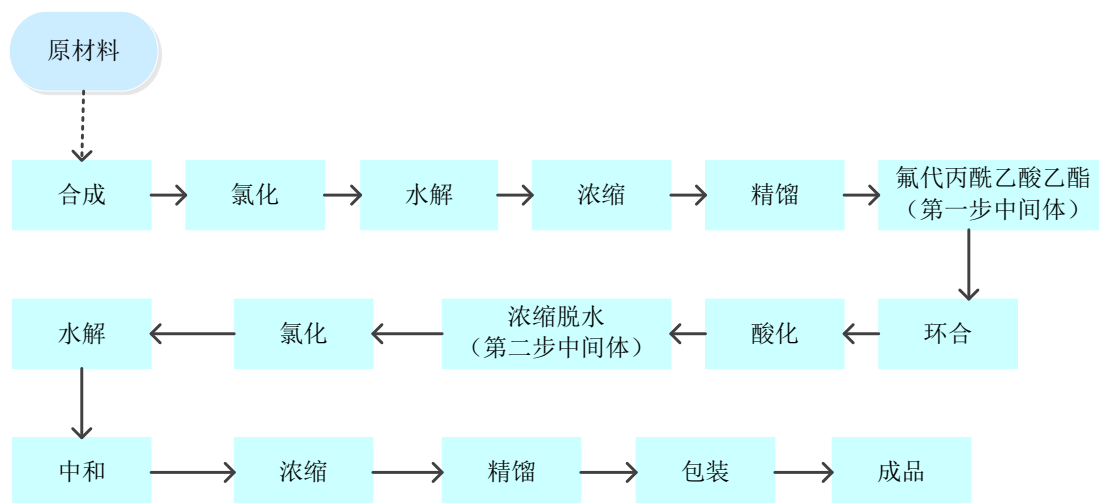 原材料
合成
氯化
水解
浓缩
精馏
氟代丙酰乙酸乙酯
（第一步中间体）
环合
酸化
浓缩脱水
（第二步中间体）
氯化
水解
中和
浓缩
精馏
包装
成品